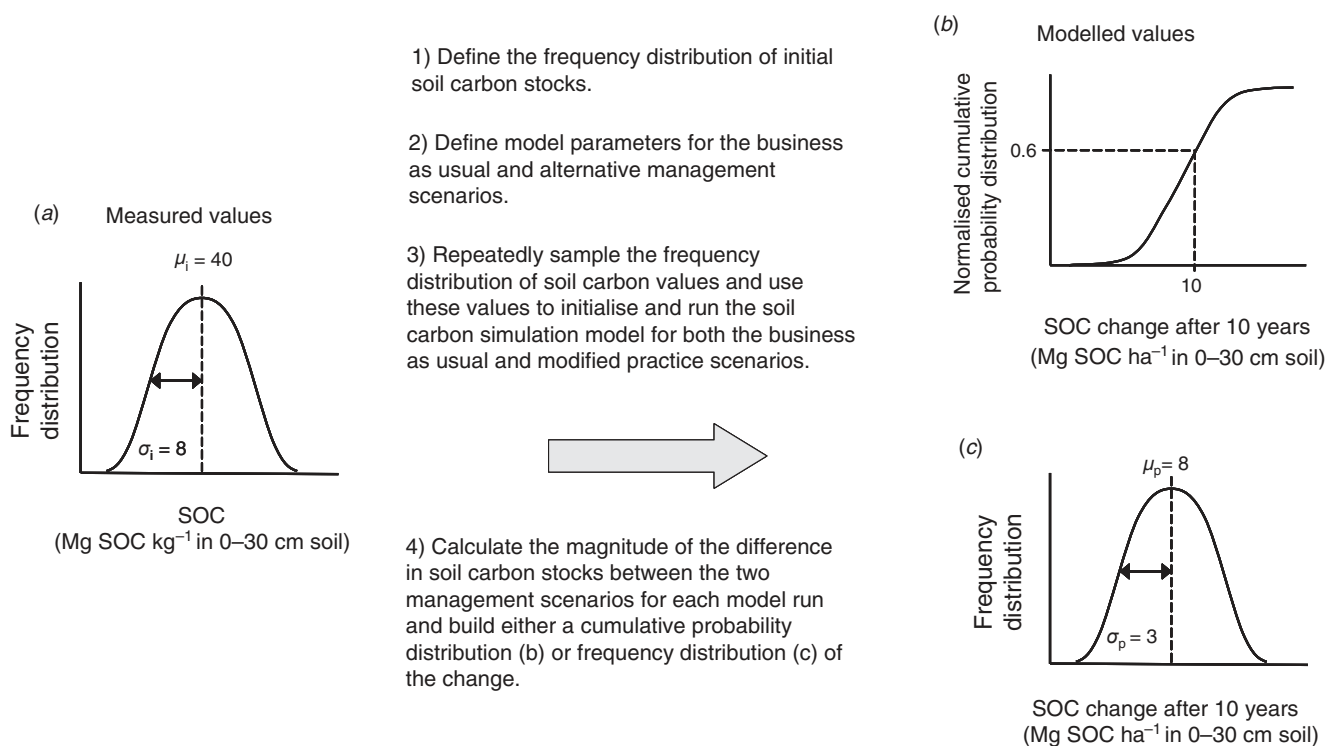 (a) Measured values
μi = 40
Frequency
distribution
σi = 8
SOC
(Mg SOC kg⁻¹ in 0–30 cm soil)
1) Define the frequency distribution of initial
soil carbon stocks.
2) Define model parameters for the business
as usual and alternative management
scenarios.
3) Repeatedly sample the frequency
distribution of soil carbon values and use
these values to initialise and run the soil
carbon simulation model for both the business
as usual and modified practice scenarios.
4) Calculate the magnitude of the difference
in soil carbon stocks between the two
management scenarios for each model run
and build either a cumulative probability
distribution (b) or frequency distribution (c) of
the change.
(b) Modelled values
Normalised cumulative
probability distribution
0.6
10
SOC change after 10 years
(Mg SOC ha⁻¹ in 0–30 cm soil)
(c)
μp= 8
Frequency
distribution
σp = 3
SOC change after 10 years
(Mg SOC ha⁻¹ in 0–30 cm soil)